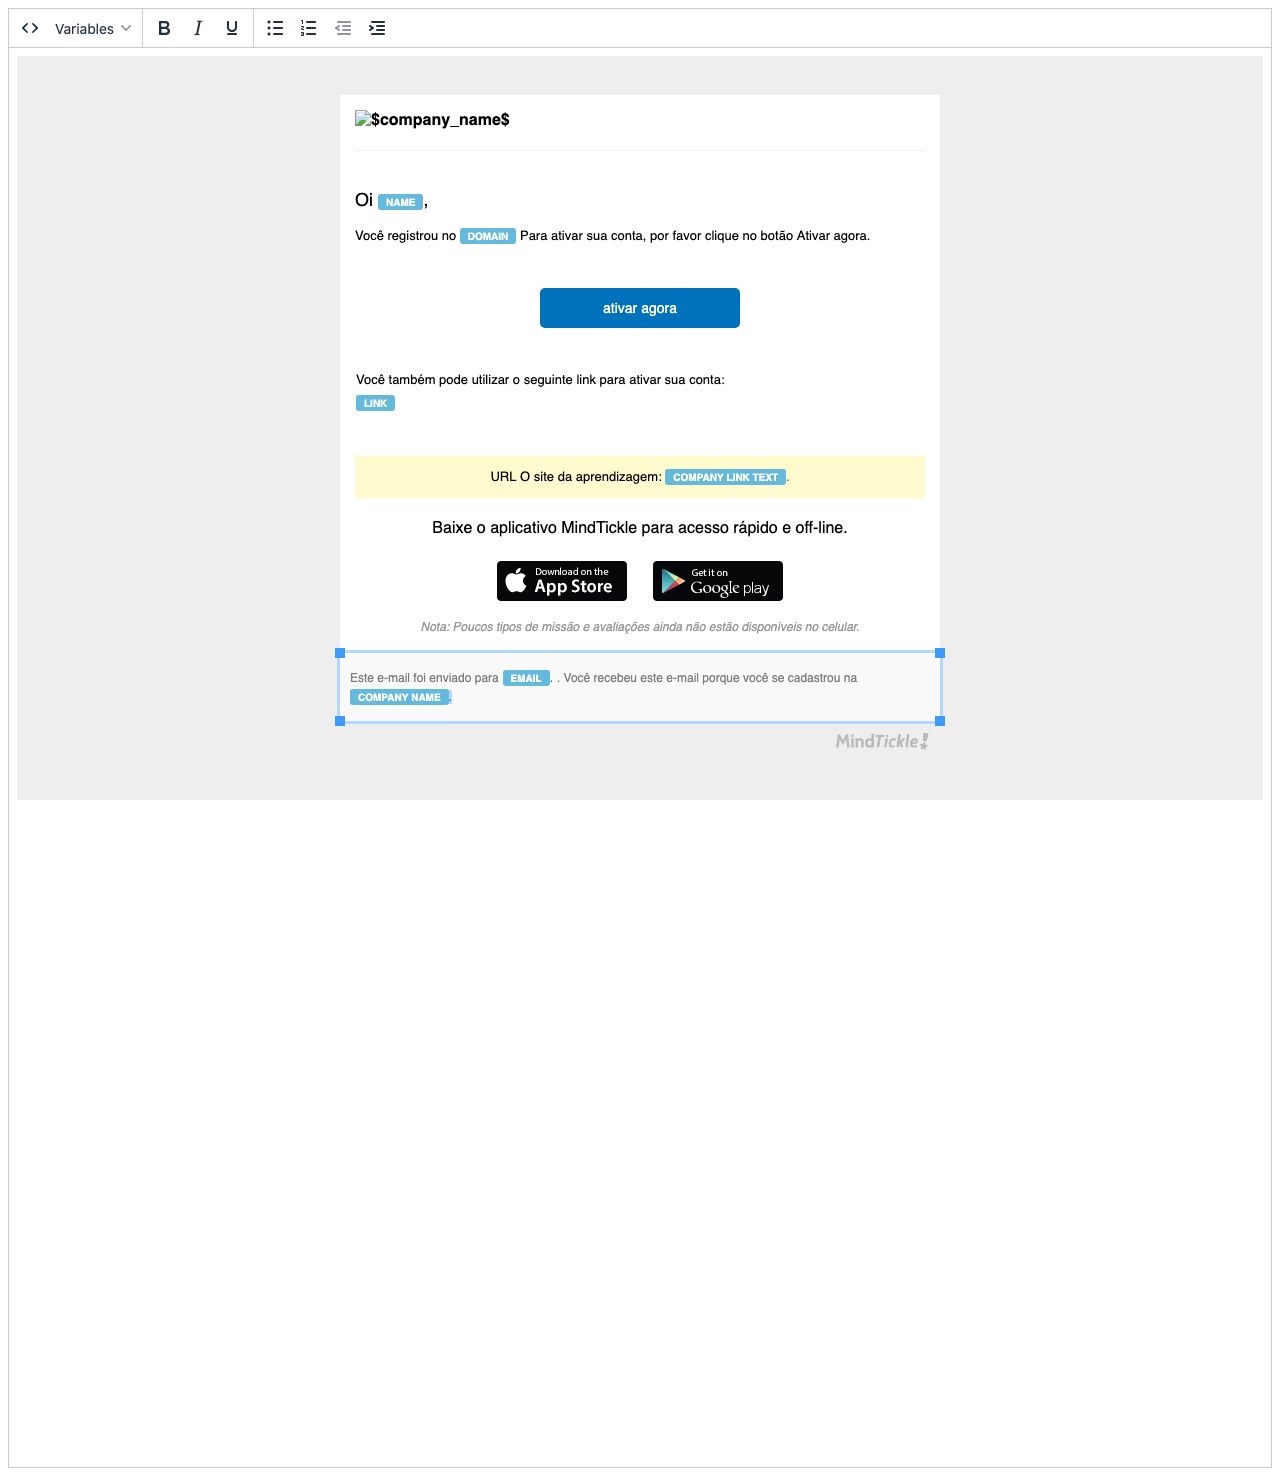 Variables
$company_name$
Oi NAME,
Você registrou no DOMAIN Para ativar sua conta, por favor clique no botão Ativar agora.
ativar agora
Você também pode utilizar o seguinte link para ativar sua conta:
LINK
URL O site da aprendizagem: COMPANY LINK TEXT.
Baixe o aplicativo MindTickle para acesso rápido e off-line.
Download on the
App Store
Get it on
Google play
Nota: Poucos tipos de missão e avaliações ainda não estão disponíveis no celular.
Este e-mail foi enviado para EMAIL. . Você recebeu este e-mail porque você se cadastrou na
COMPANY NAME.
MindTickle!